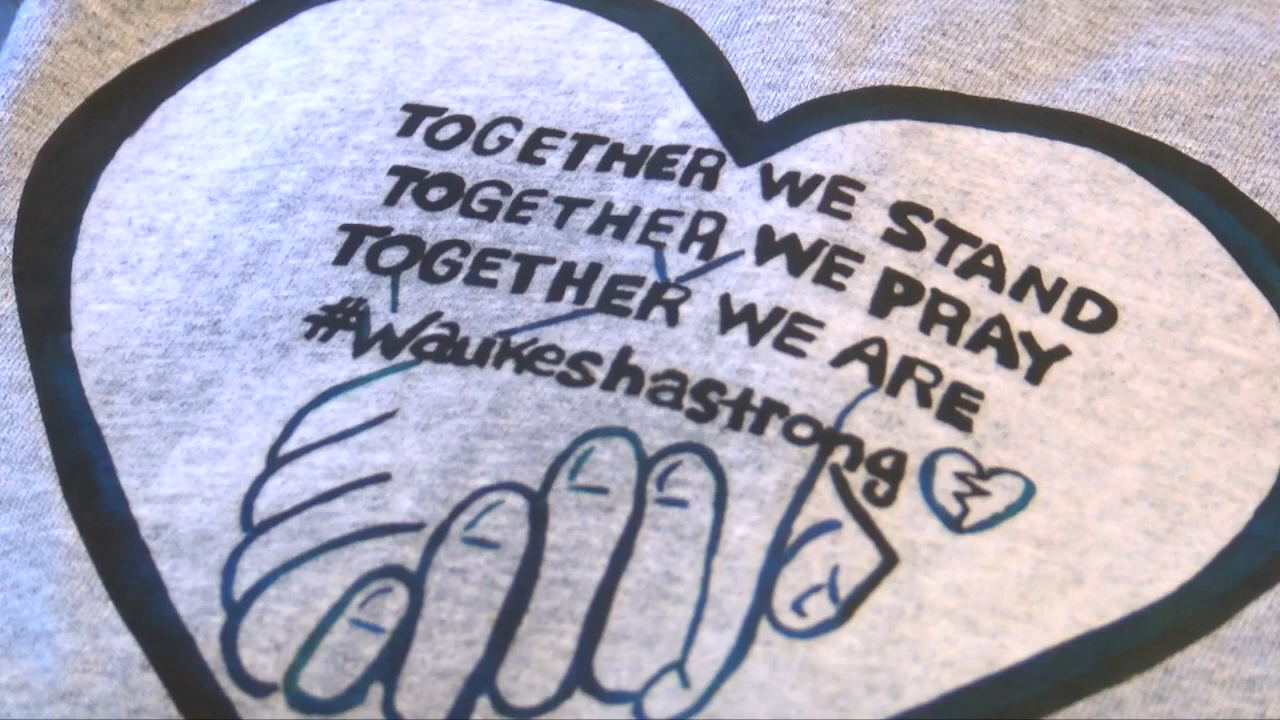 TOGETHER WE STAND
TOGETHER WE PRAY
TOGETHER WE ARE
#Waukeshastrong